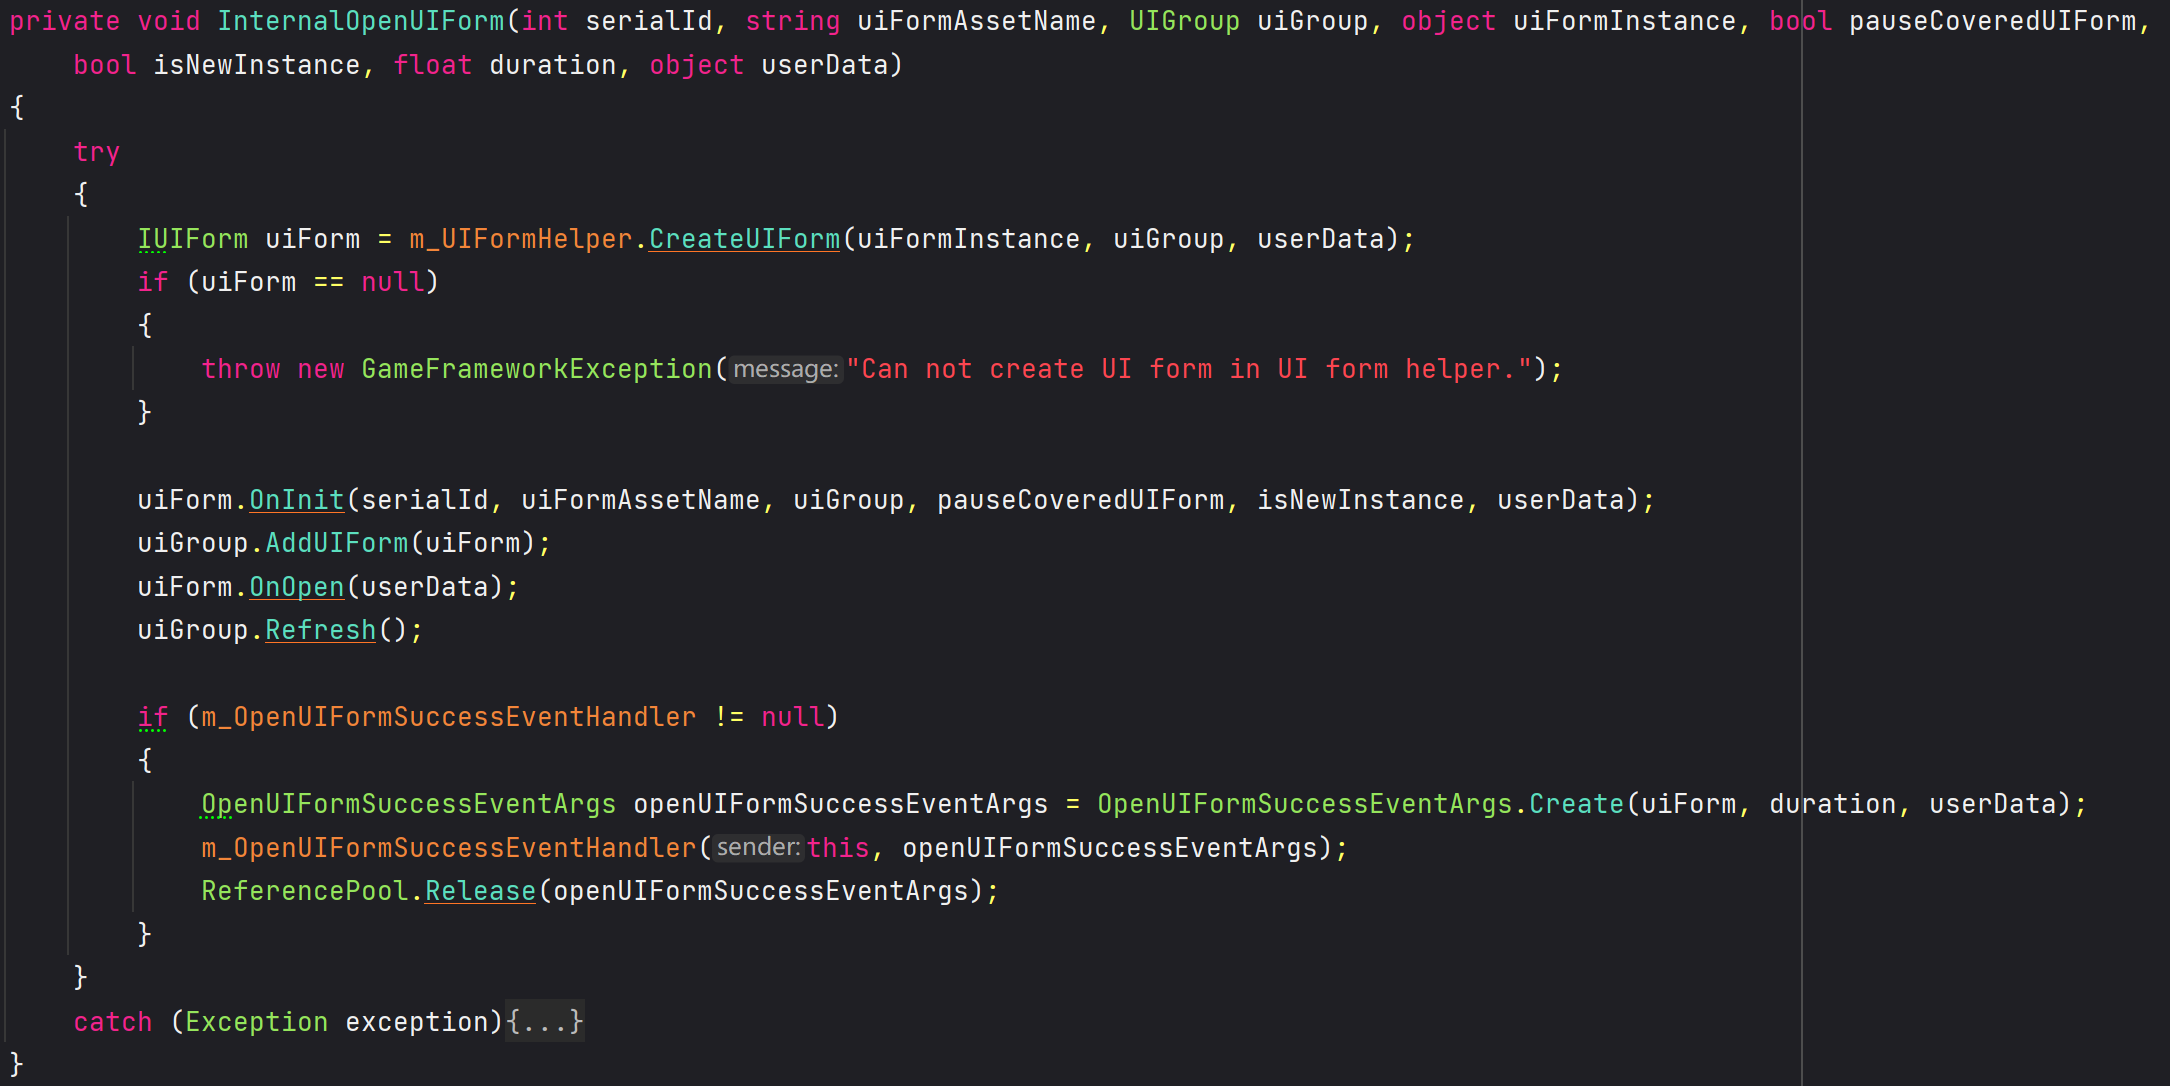 private void InternalOpenUIForm(int serialId, string uiFormAssetName, UIGroup uiGroup, object uiFormInstance, bool pauseCoveredUIForm,
    bool isNewInstance, float duration, object userData)
{
    try
    {
        IUIForm uiForm = m_UIFormHelper.CreateUIForm(uiFormInstance, uiGroup, userData);
        if (uiForm == null)
        {
            throw new GameFrameworkException(message:"Can not create UI form in UI form helper.");
        }

        uiForm.OnInit(serialId, uiFormAssetName, uiGroup, pauseCoveredUIForm, isNewInstance, userData);
        uiGroup.AddUIForm(uiForm);
        uiForm.OnOpen(userData);
        uiGroup.Refresh();

        if (m_OpenUIFormSuccessEventHandler != null)
        {
            OpenUIFormSuccessEventArgs openUIFormSuccessEventArgs = OpenUIFormSuccessEventArgs.Create(uiForm, duration, userData);
            m_OpenUIFormSuccessEventHandler(sender:this, openUIFormSuccessEventArgs);
            ReferencePool.Release(openUIFormSuccessEventArgs);
        }
    }
    catch (Exception exception){...}
}